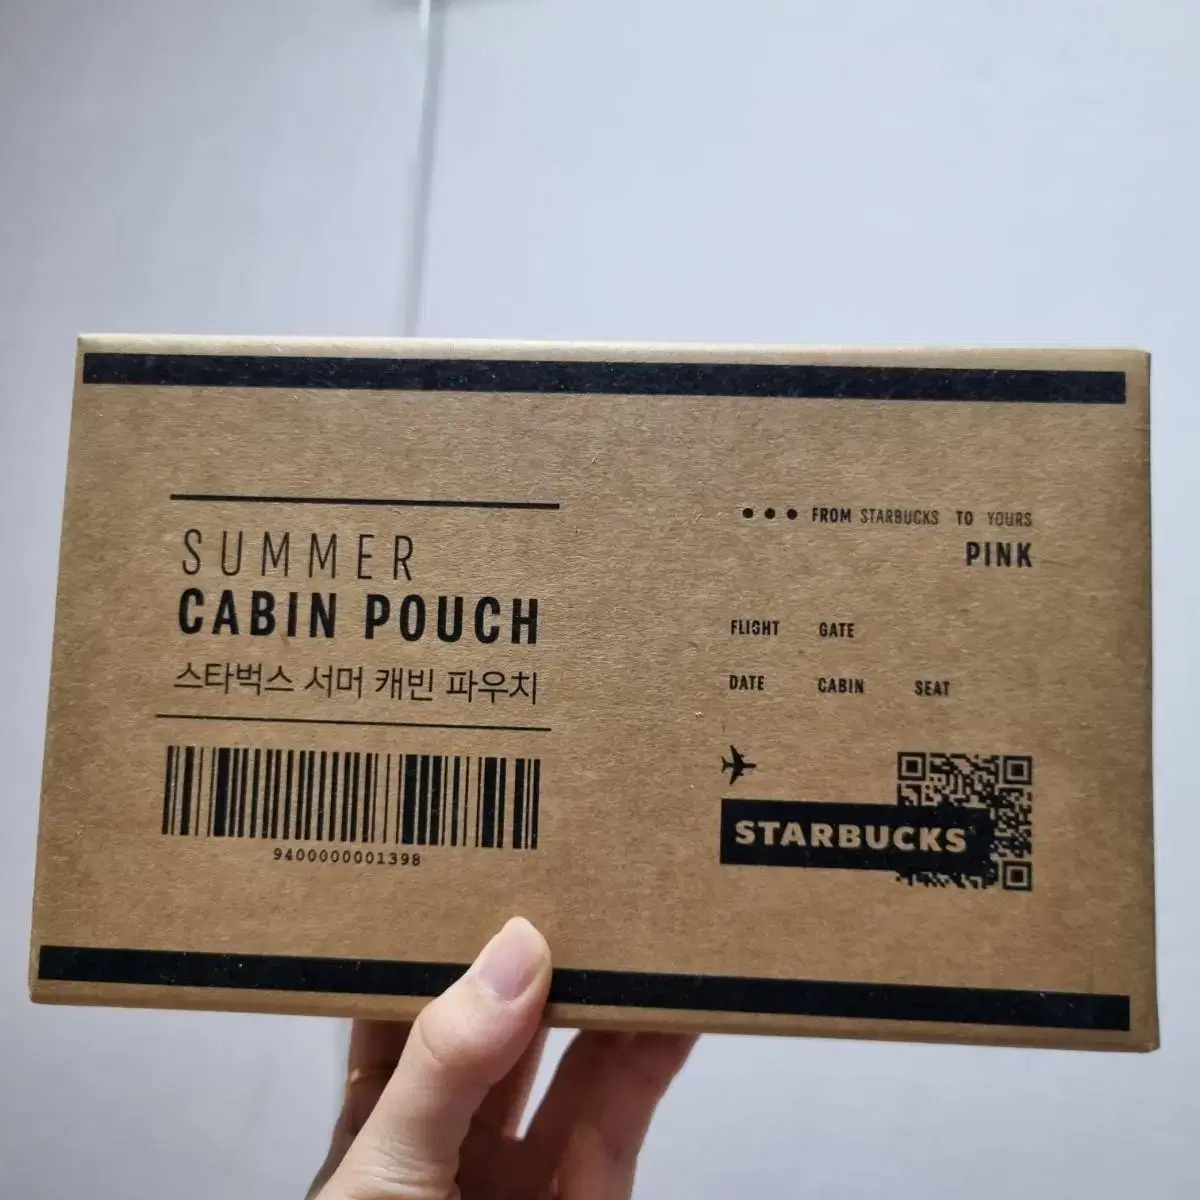 SUMMER
CABIN POUCH
스타벅스 서머 캐빈 파우치
9400000001398
••• FROM STARBUCKS TO YOURS
PINK
FLIGHT GATE
DATE CABIN SEAT
STARBUCKS